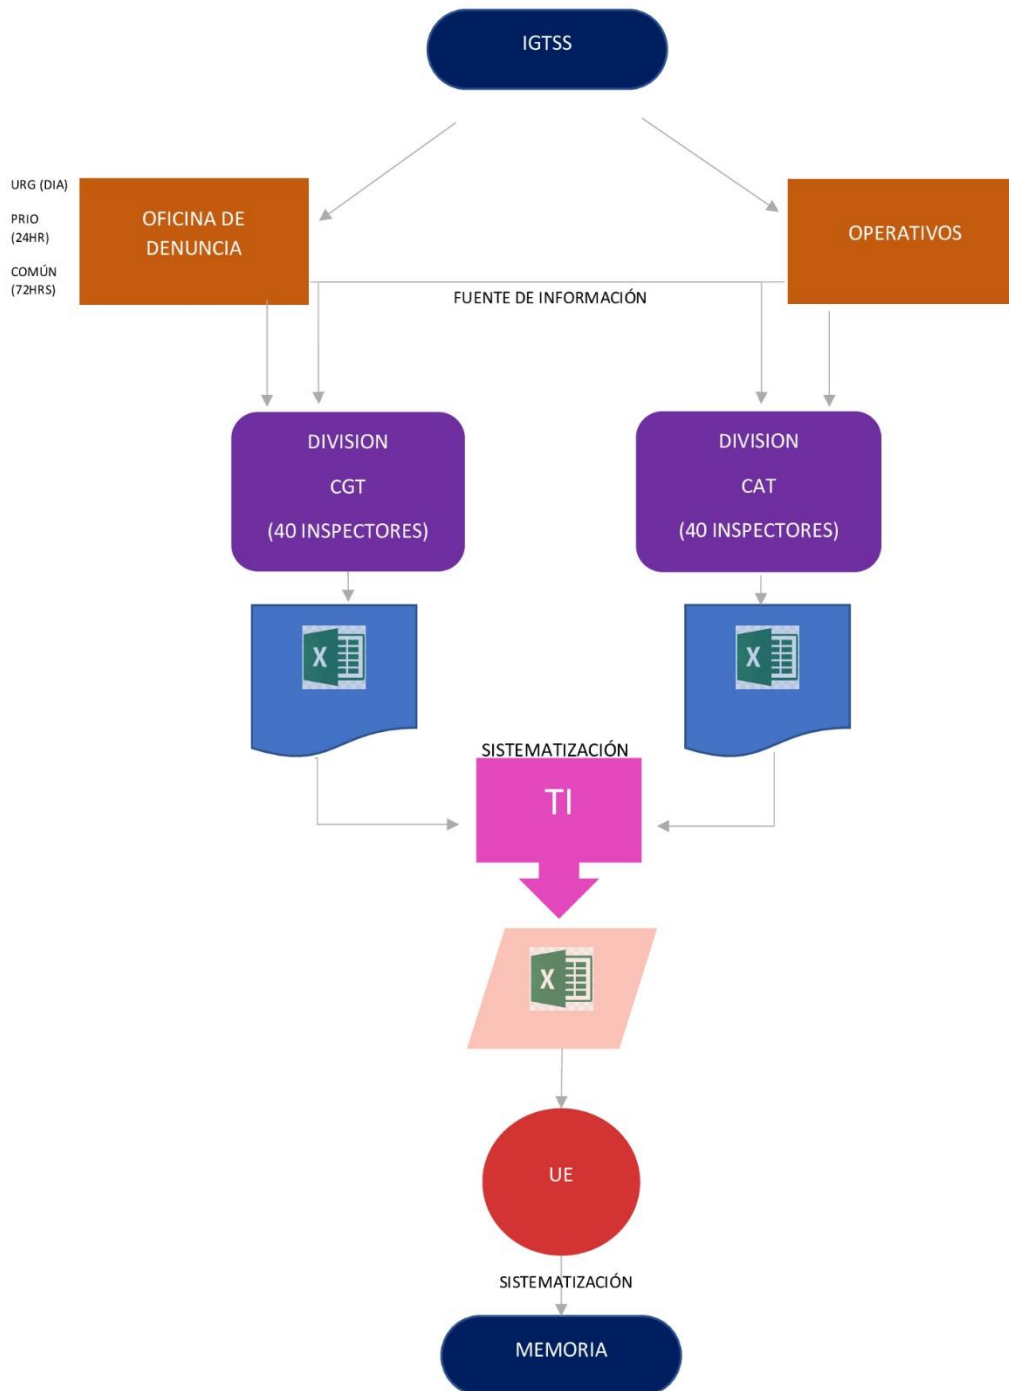 IGTSS
URG (DIA)
PRIO
(24HR)
COMÚN
(72HRS)
OFICINA DE
DENUNCIA
OPERATIVOS
FUENTE DE INFORMACIÓN
DIVISION
CGT
(40 INSPECTORES)
DIVISION
CAT
(40 INSPECTORES)
X
X
SISTEMATIZACIÓN
TI
X
UE
SISTEMATIZACIÓN
MEMORIA